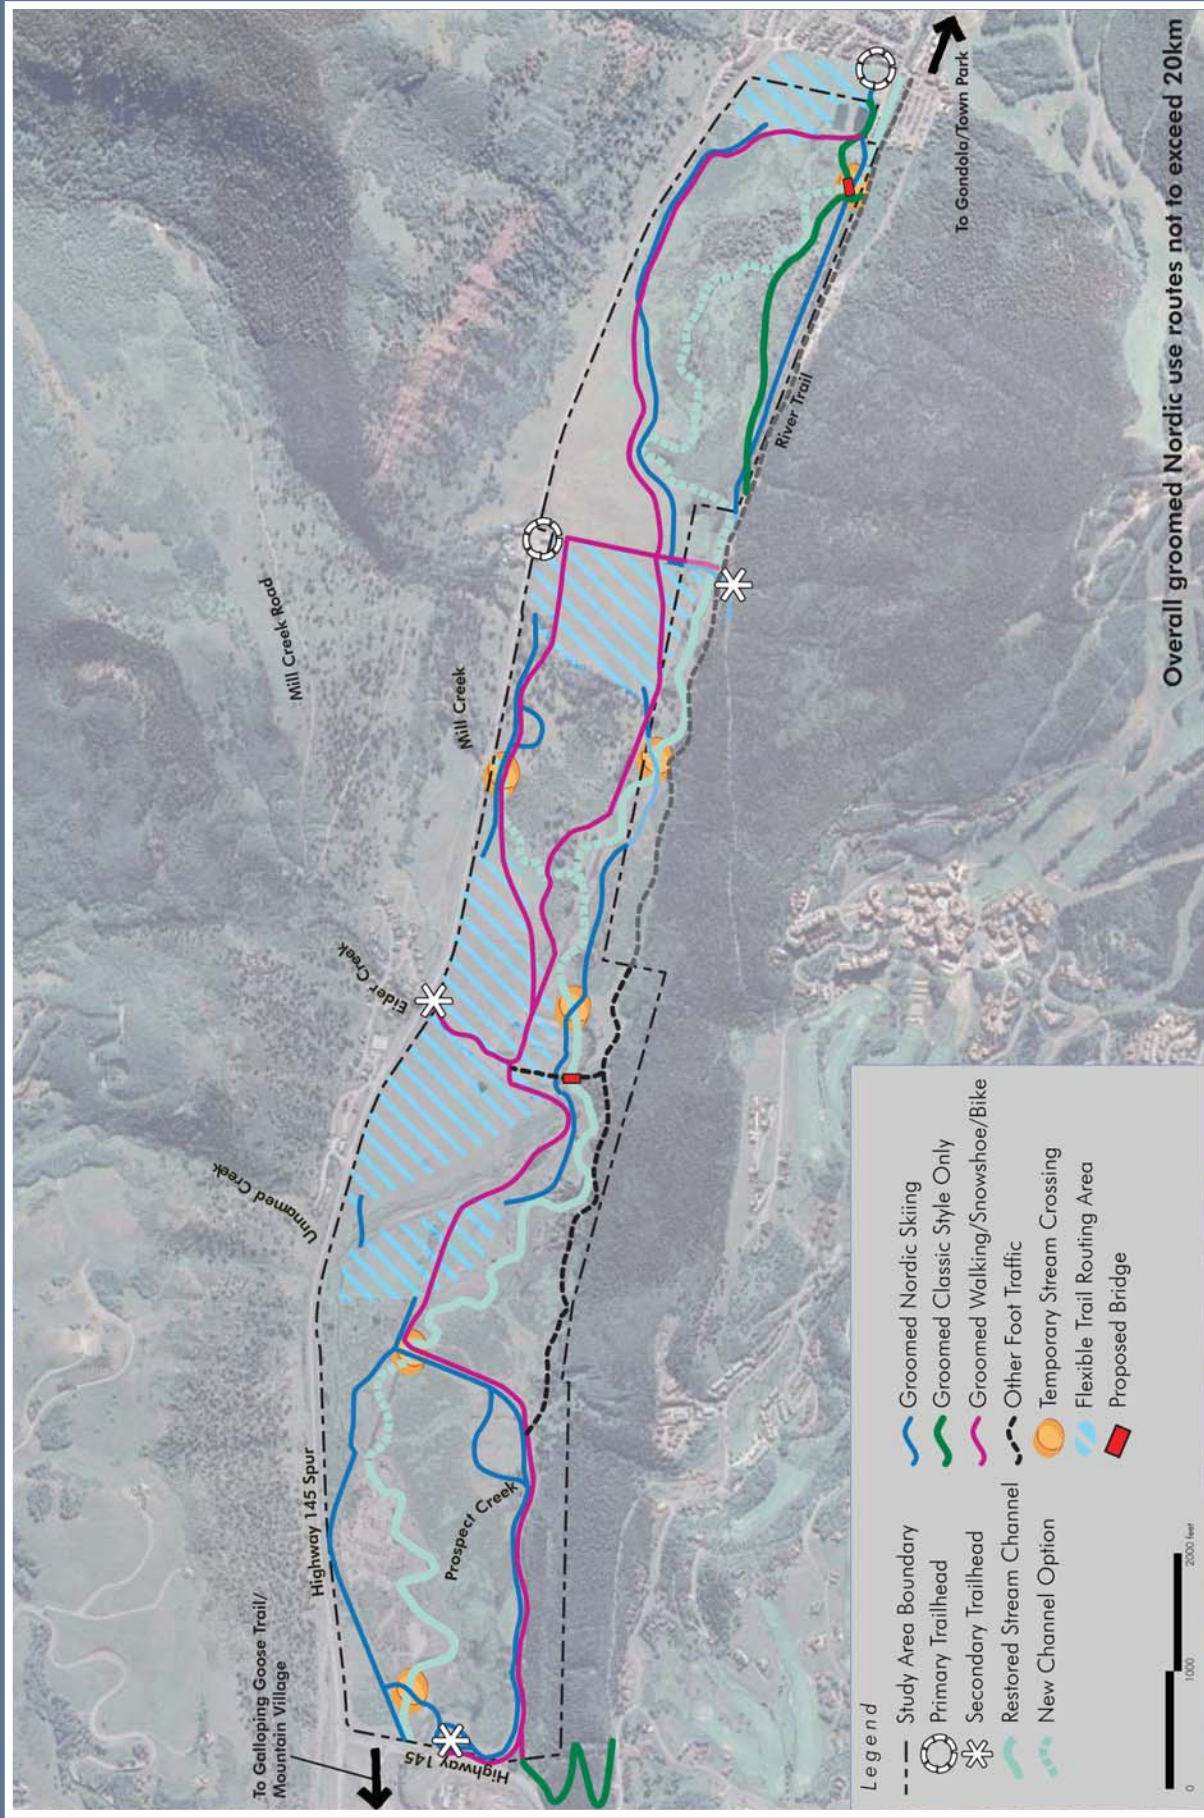 To Galloping Goose Trail/
Mountain Village
Highway 145
Highway 145 Spur
Prospect Creek
Unnamed Creek
Eider Creek
Mill Creek
Mill Creek Road
River Trail
To Gondola/Town Park
Legend
Study Area Boundary
Primary Trailhead
Secondary Trailhead
Restored Stream Channel
New Channel Option
Groomed Nordic Skiing
Groomed Classic Style Only
Groomed Walking/Snowshoe/Bike
Other Foot Traffic
Temporary Stream Crossing
Flexible Trail Routing Area
Proposed Bridge
0 1000 2000 feet
Overall groomed Nordic use routes not to exceed 20km